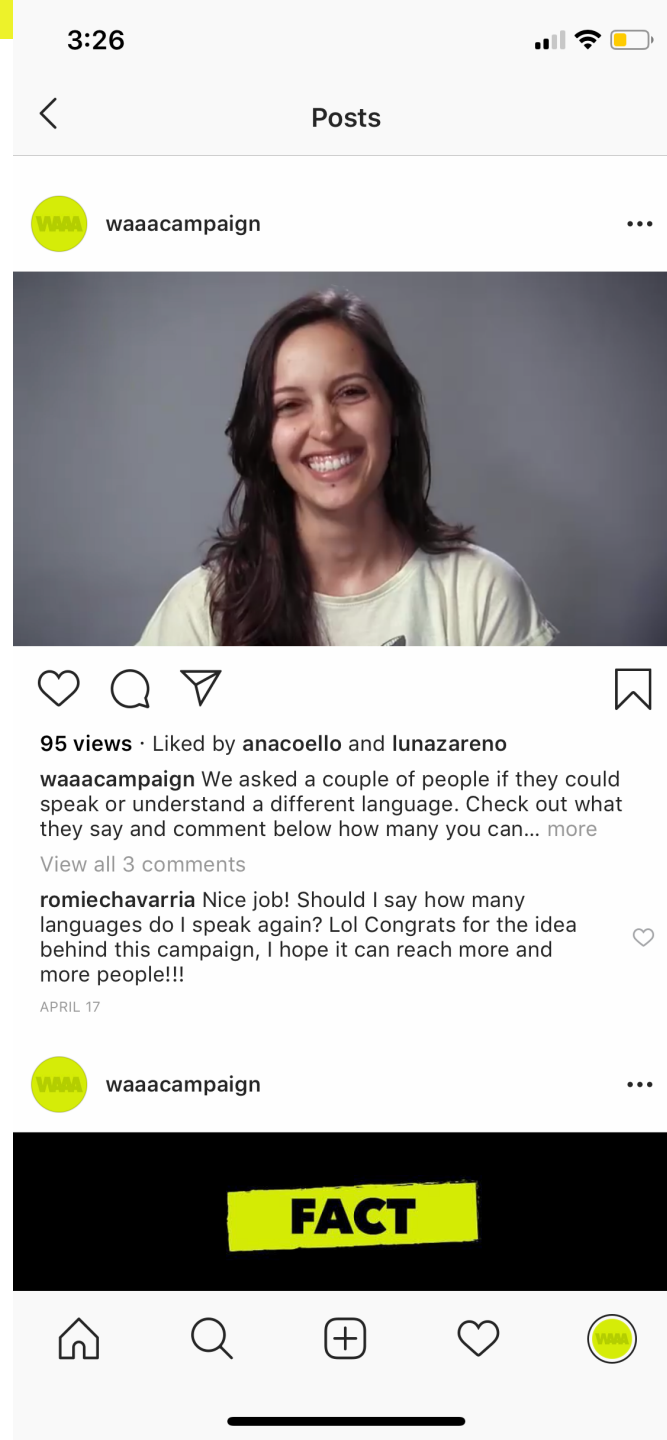 3:26
Posts
WAAA
waaacampaign
95 views · Liked by anacoello and lunazareno
waaacampaign We asked a couple of people if they could
speak or understand a different language. Check out what
they say and comment below how many you can... more
View all 3 comments
romiechavarria Nice job! Should I say how many
languages do I speak again? Lol Congrats for the idea
behind this campaign, I hope it can reach more and
more people!!!
APRIL 17
WAAA
waaacampaign
FACT
WAAA